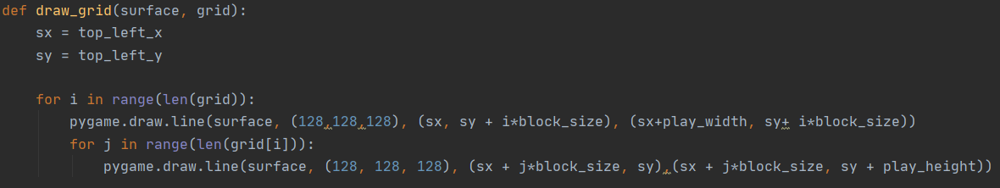 def draw_grid(surface, grid):
    sx = top_left_x
    sy = top_left_y

    for i in range(len(grid)):
        pygame.draw.line(surface, (128,128,128), (sx, sy + i*block_size), (sx+play_width, sy+ i*block_size))
        for j in range(len(grid[i])):
            pygame.draw.line(surface, (128, 128, 128), (sx + j*block_size, sy),(sx + j*block_size, sy + play_height))